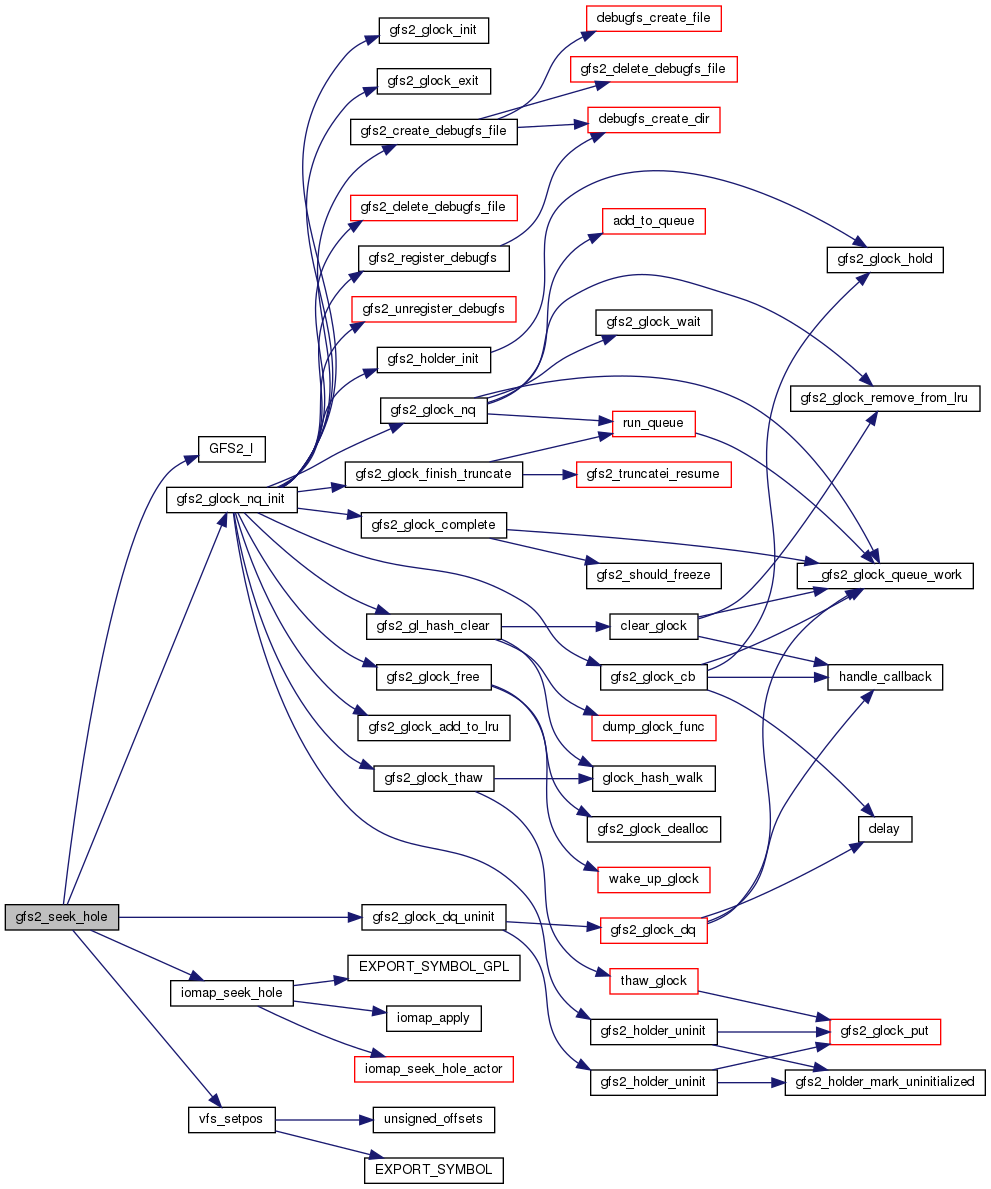 debugfs_create_file
gfs2_glock_init
gfs2_delete_debugfs_file
gfs2_glock_exit
debugfs_create_dir
gfs2_create_debugfs_file
gfs2_delete_debugfs_file
add_to_queue
gfs2_register_debugfs
gfs2_glock_hold
gfs2_unregister_debugfs
gfs2_glock_wait
gfs2_holder_init
gfs2_glock_remove_from_lru
gfs2_glock_nq
run_queue
GFS2_I
gfs2_glock_finish_truncate
gfs2_truncatei_resume
gfs2_glock_nq_init
gfs2_glock_complete
gfs2_should_freeze
__gfs2_glock_queue_work
gfs2_gl_hash_clear
clear_glock
gfs2_glock_free
gfs2_glock_cb
handle_callback
gfs2_glock_add_to_lru
dump_glock_func
gfs2_glock_thaw
glock_hash_walk
gfs2_glock_dealloc
delay
wake_up_glock
gfs2_seek_hole
gfs2_glock_dq_uninit
gfs2_glock_dq
EXPORT_SYMBOL_GPL
thaw_glock
iomap_seek_hole
iomap_apply
gfs2_holder_uninit
gfs2_glock_put
iomap_seek_hole_actor
gfs2_holder_uninit
gfs2_holder_mark_uninitialized
vfs_setpos
unsigned_offsets
EXPORT_SYMBOL